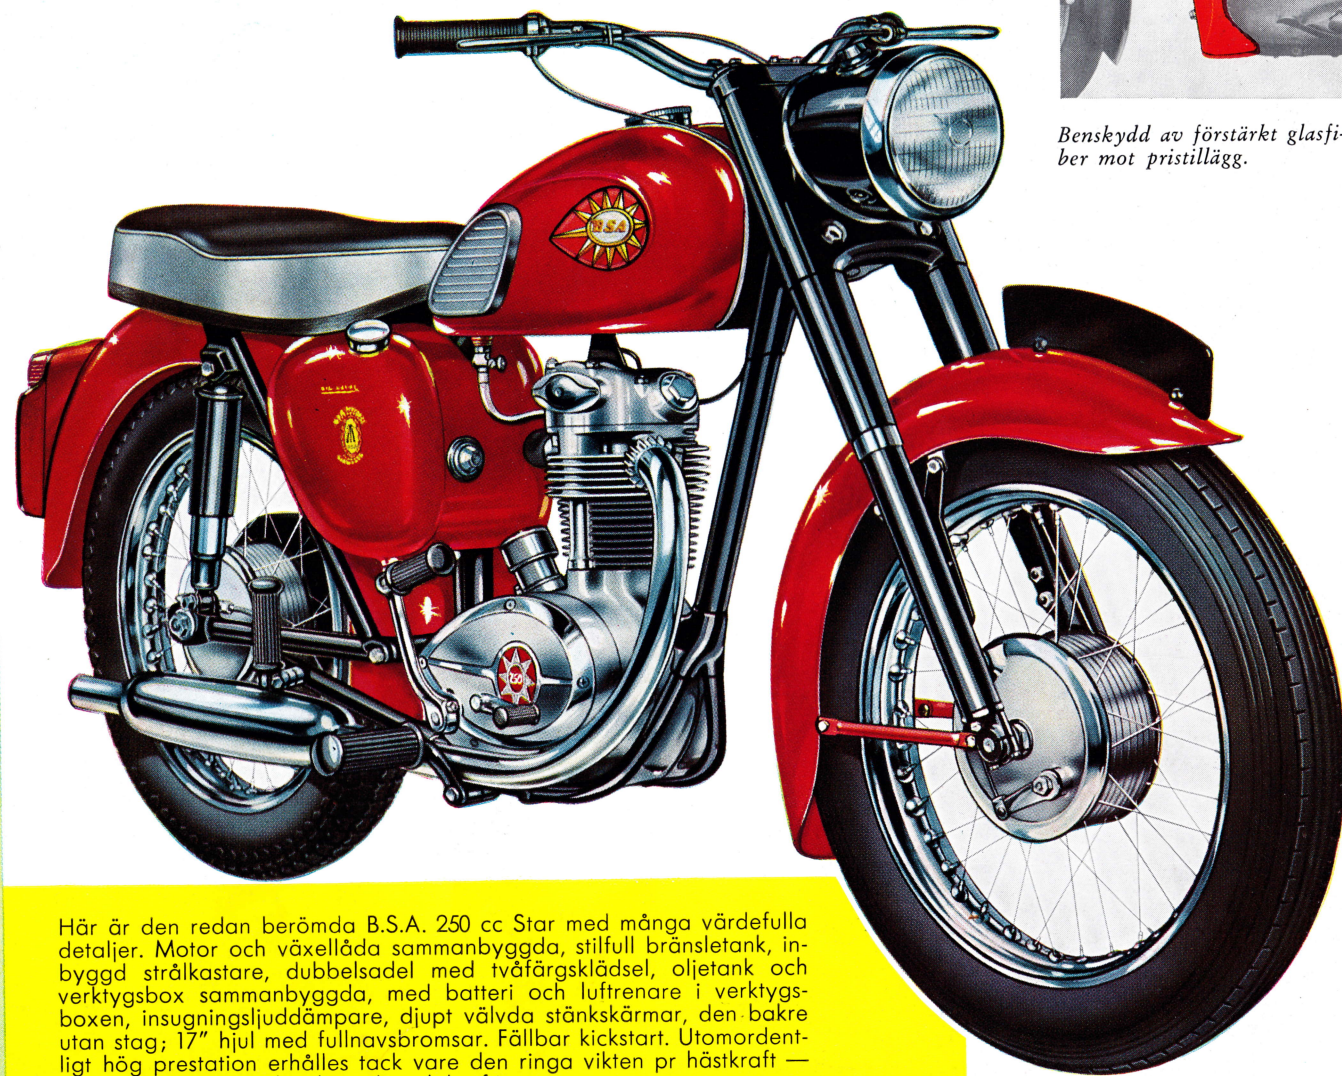 Benskydd av förstärkt glasfi-
ber mot pristillägg.
B.S.A
250
Här är den redan berömda B.S.A. 250 cc Star med många värdefulla
detaljer. Motor och växellåda sammanbyggda, stilfull bränsletank, in-
byggd strålkastare, dubbelsadel med tvåfärgsklädsel, oljetank och
verktygsbox sammanbyggda, med batteri och luftrenare i verktygs-
boxen, insugningsljuddämpare, djupt välvda stänkskärmar, den bakre
utan stag; 17″ hjul med fullnavsbromsar. Fällbar kickstart. Utomordent-
ligt hög prestation erhålles tack vare den ringa vikten pr hästkraft —